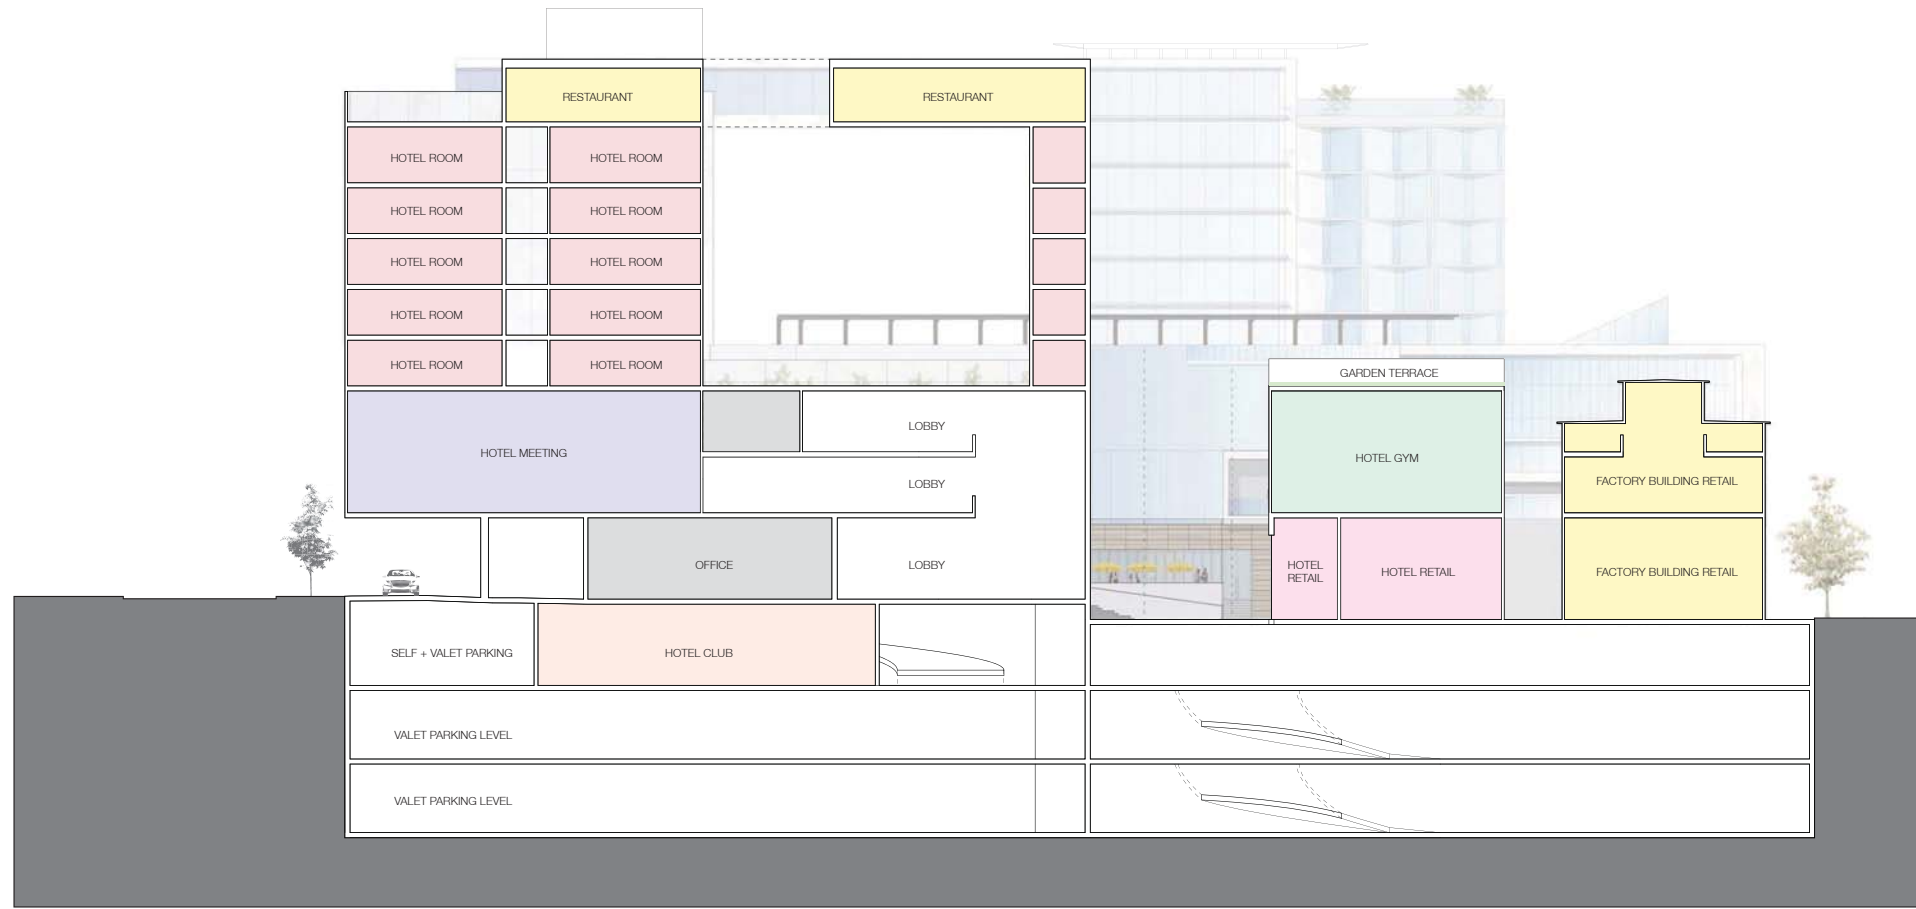 RESTAURANT
RESTAURANT
HOTEL ROOM
HOTEL ROOM
HOTEL ROOM
HOTEL ROOM
HOTEL ROOM
HOTEL ROOM
HOTEL ROOM
HOTEL ROOM
HOTEL ROOM
HOTEL ROOM
GARDEN TERRACE
LOBBY
HOTEL MEETING
HOTEL GYM
LOBBY
FACTORY BUILDING RETAIL
OFFICE
LOBBY
HOTEL
RETAIL
HOTEL RETAIL
FACTORY BUILDING RETAIL
SELF + VALET PARKING
HOTEL CLUB
VALET PARKING LEVEL
VALET PARKING LEVEL